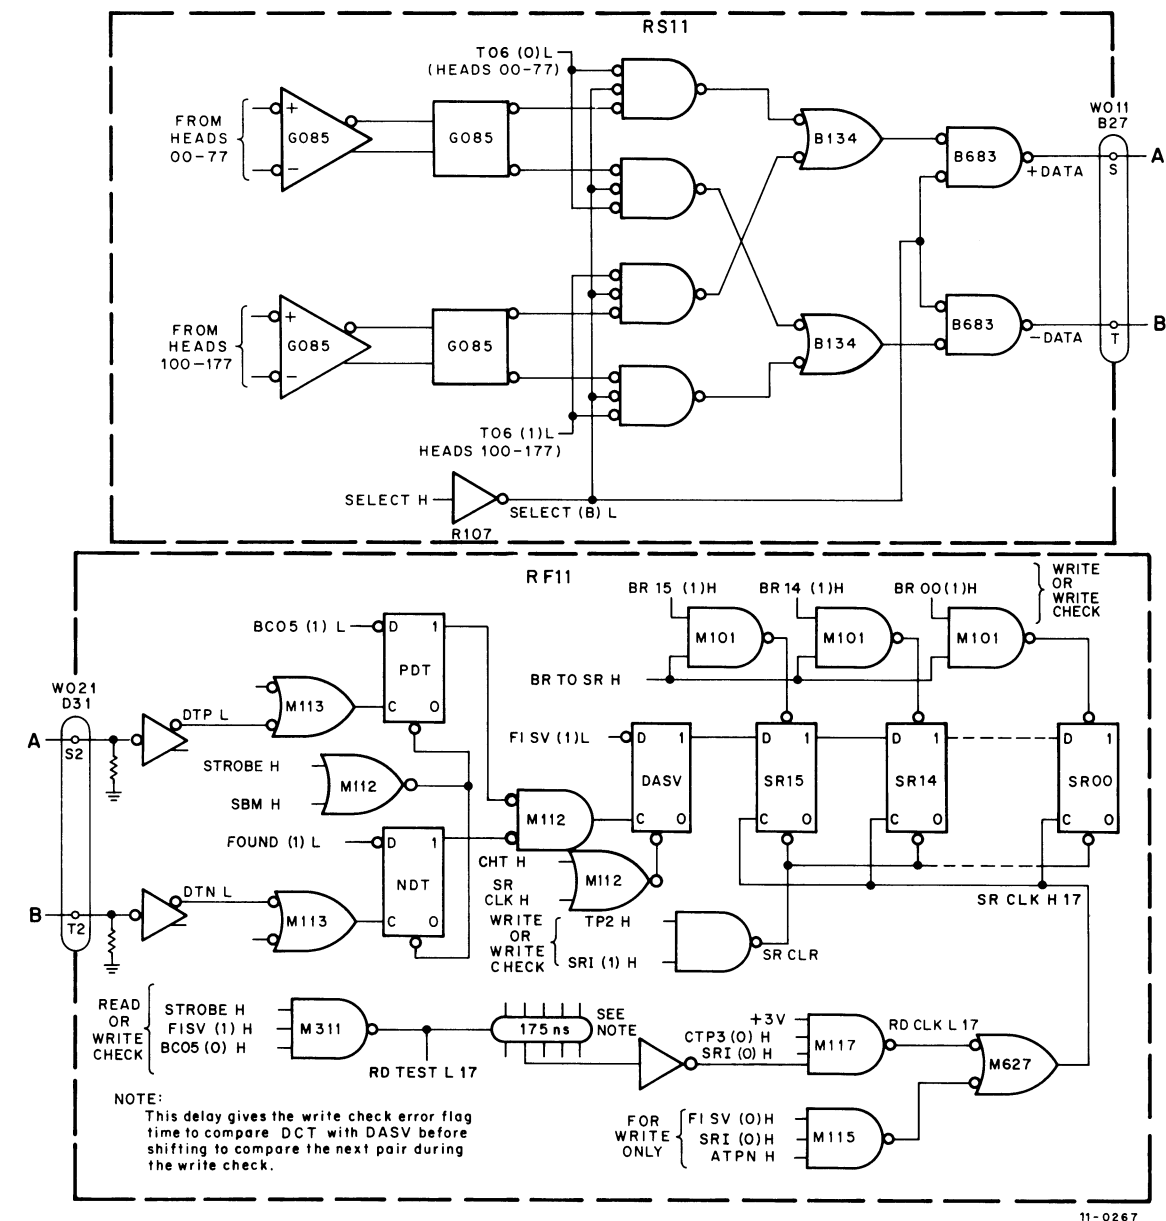 RS11
T06 (0) L
(HEADS 00-77)
W011
B27
FROM
HEADS
00-77
+
-
G085
G085
B134
B683
+DATA
S
A
FROM
HEADS
100-177
+
-
G085
G085
B134
B683
-DATA
T
B
T06 (1) L
HEADS 100-177)
SELECT H
R107
SELECT (B) L
RF11
BR 15 (1) H
BR 14 (1) H
BR 00 (1) H
WRITE
OR
WRITE
CHECK
M101
M101
M101
BC05 (1) L
D 1
PDT
C 0
BR TO SR H
W021
D31
A
S2
DTP L
M113
F1SV (1) L
D 1
DASV
C 0
D 1
SR15
C 0
D 1
SR14
C 0
D 1
SR00
C 0
STROBE H
SBM H
M112
M112
FOUND (1) L
D 1
NDT
C 0
CHT H
SR
CLK H
M112
SR CLK H 17
B
T2
DTN L
M113
WRITE
OR
WRITE
CHECK
TP2 H
SRI (1) H
SR CLR
READ
OR
WRITE
CHECK
STROBE H
F1SV (1) H
BC05 (0) H
M311
RD TEST L 17
175 ns
SEE
NOTE
+3V
CTP3 (0) H
SRI (0) H
M117
RD CLK L 17
M627
FOR
WRITE
ONLY
F1 SV (0) H
SRI (0) H
ATPN H
M115
NOTE:
This delay gives the write check error flag
time to compare DCT with DASV before
shifting to compare the next pair during
the write check.
11-0267